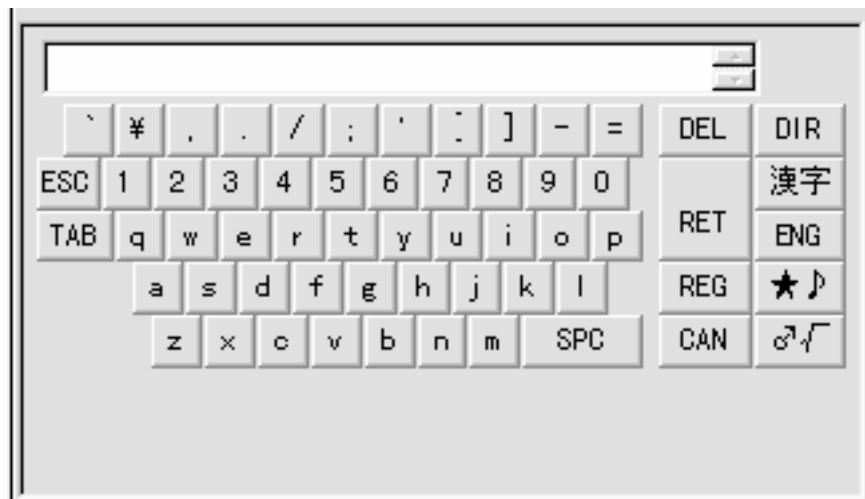 ` ¥ , . / ; ' [ ] - = DEL DIR
ESC 1 2 3 4 5 6 7 8 9 0 漢字
TAB q w e r t y u i o p RET ENG
a s d f g h j k l REG ★♪
z x c v b n m SPC CAN ♂√